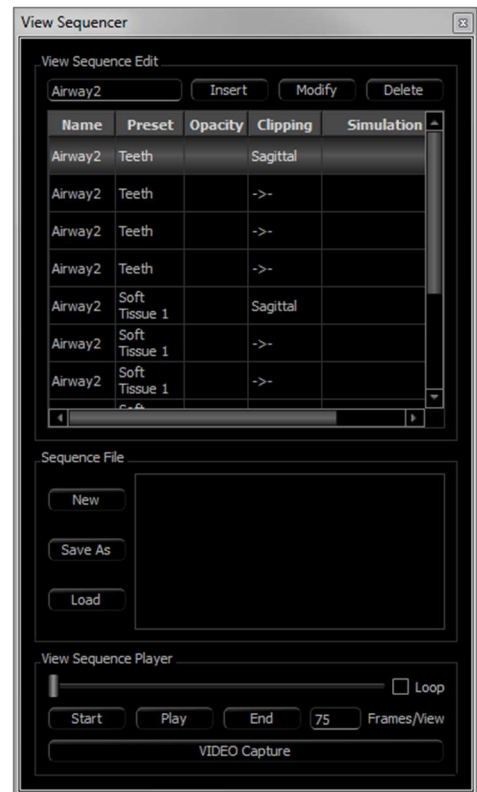 View Sequencer
View Sequence Edit
Airway2 Insert Modify Delete
Name Preset Opacity Clipping Simulation
Airway2 Teeth Sagittal
Airway2 Teeth ->-
Airway2 Teeth ->-
Airway2 Teeth ->-
Airway2 Soft Tissue 1 Sagittal
Airway2 Soft Tissue 1 ->-
Airway2 Soft Tissue 1 ->-
Soft
Sequence File
New
Save As
Load
View Sequence Player
Loop
Start Play End 75 Frames/View
VIDEO Capture